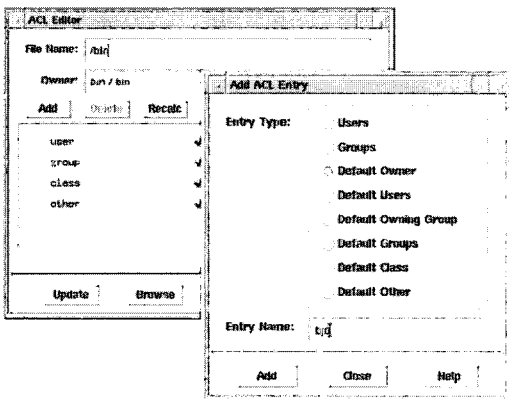 ACL Editor
File Name: /bin
Owner: bin / bin
Add Delete Recalc
user
group
class
other
Update Browse
Add ACL Entry
Entry Type:
Users
Groups
Default Owner
Default Users
Default Owning Group
Default Groups
Default Class
Default Other
Entry Name:
Add Close Help